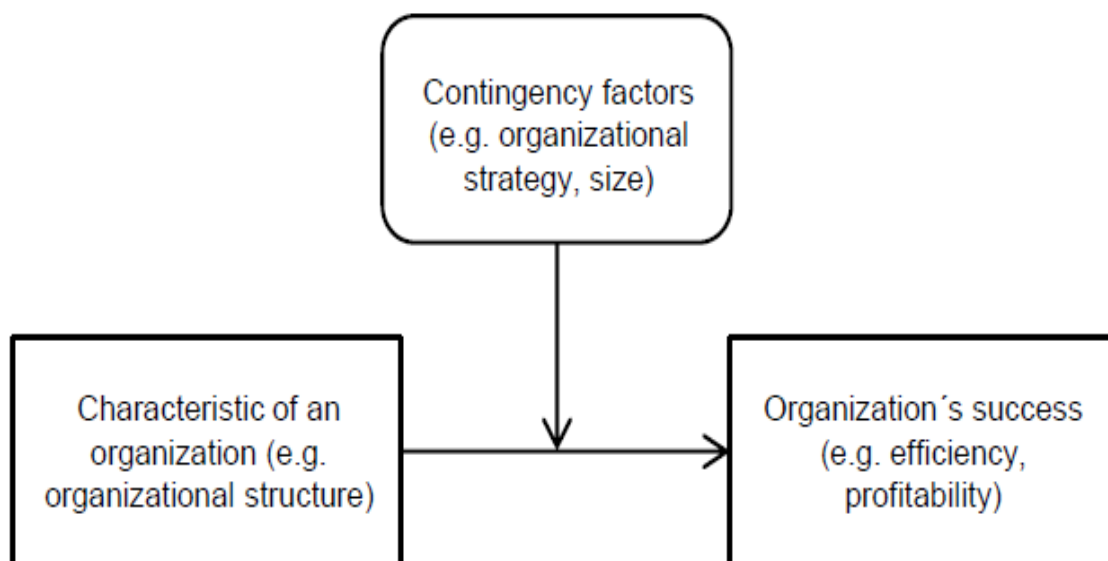 Contingency factors
(e.g. organizational
strategy, size)
Characteristic of an
organization (e.g.
organizational structure)
Organization´s success
(e.g. efficiency,
profitability)